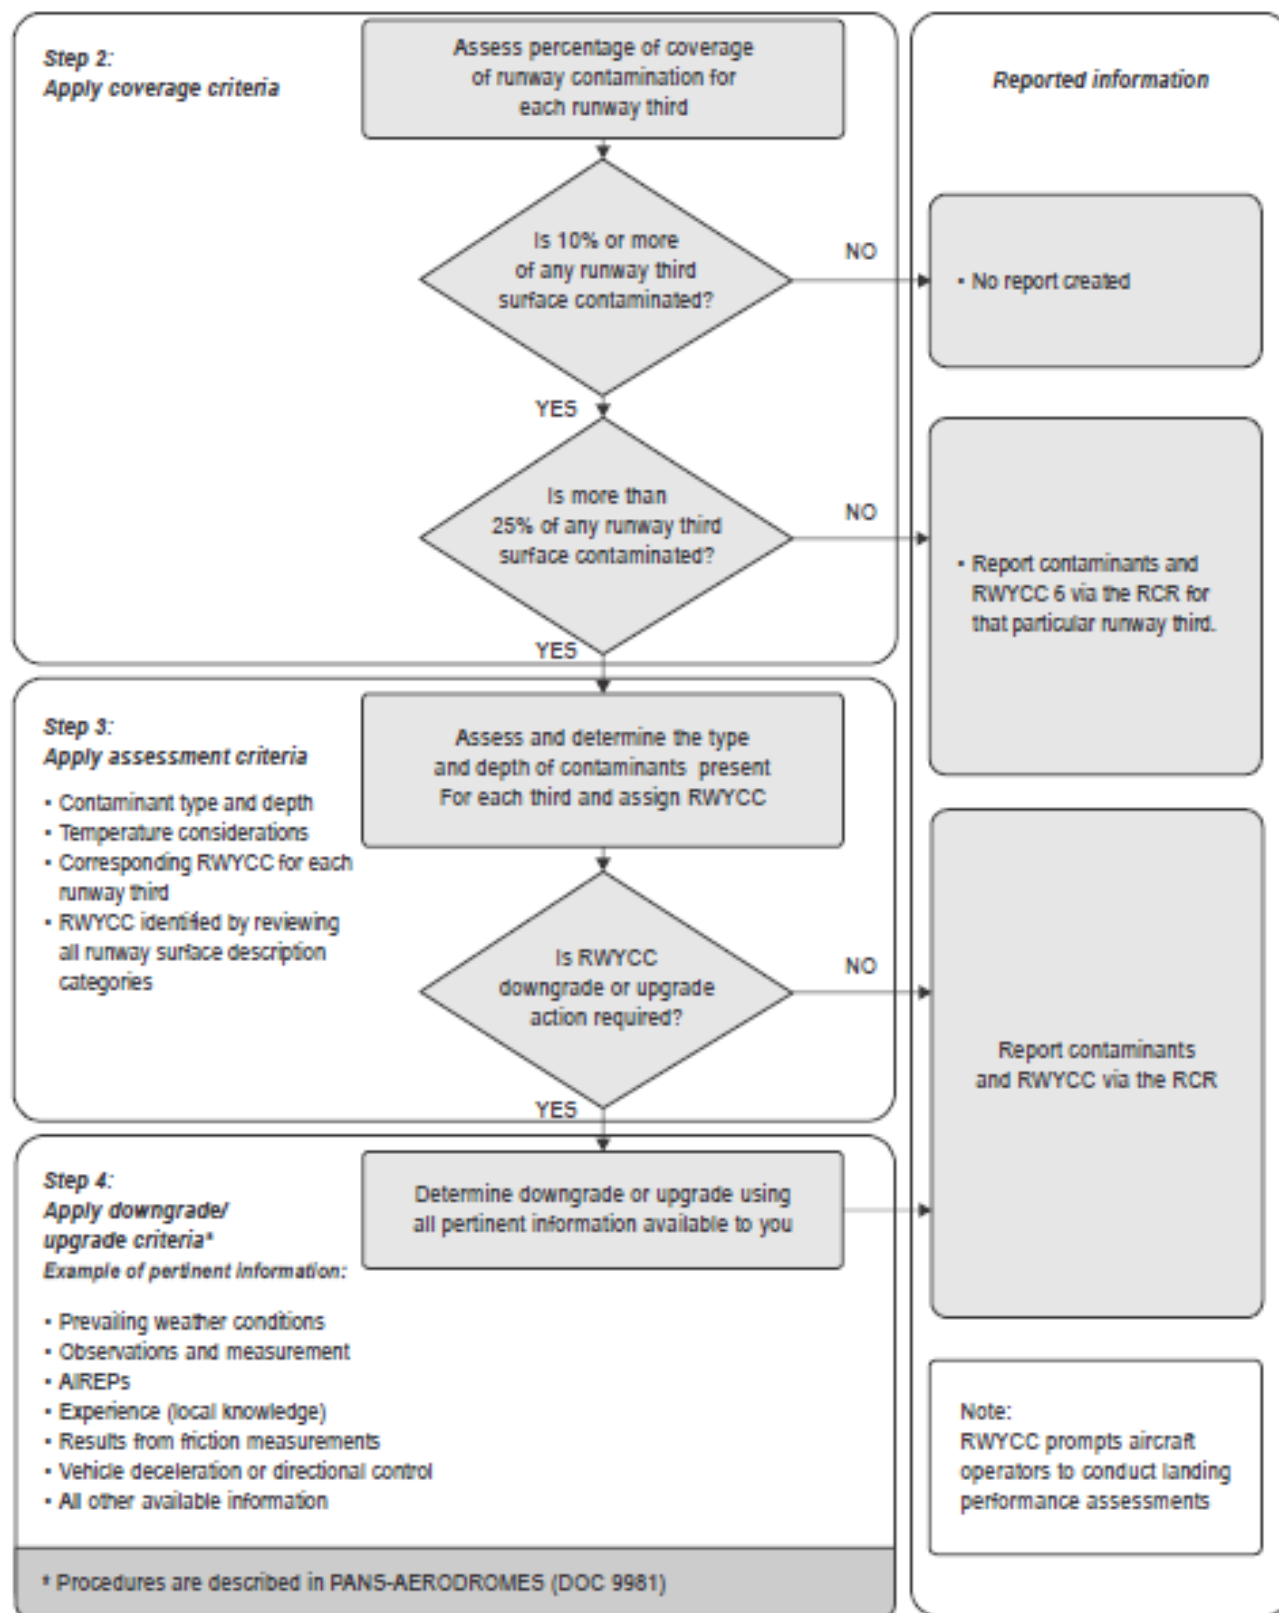 Step 2:
Apply coverage criteria
Assess percentage of coverage
of runway contamination for
each runway third
Reported information
Is 10% or more
of any runway third
surface contaminated?
NO
• No report created
YES
Is more than
25% of any runway third
surface contaminated?
NO
• Report contaminants and
RWYCC 6 via the RCR for
that particular runway third.
YES
Step 3:
Apply assessment criteria
• Contaminant type and depth
• Temperature considerations
• Corresponding RWYCC for each
runway third
• RWYCC identified by reviewing
all runway surface description
categories
Assess and determine the type
and depth of contaminants present
For each third and assign RWYCC
Is RWYCC
downgrade or upgrade
action required?
NO
Report contaminants
and RWYCC via the RCR
YES
Step 4:
Apply downgrade/
upgrade criteria*
Example of pertinent information:
• Prevailing weather conditions
• Observations and measurement
• AIREPs
• Experience (local knowledge)
• Results from friction measurements
• Vehicle deceleration or directional control
• All other available information
Determine downgrade or upgrade using
all pertinent information available to you
Note:
RWYCC prompts aircraft
operators to conduct landing
performance assessments
* Procedures are described in PANS-AERODROMES (DOC 9981)